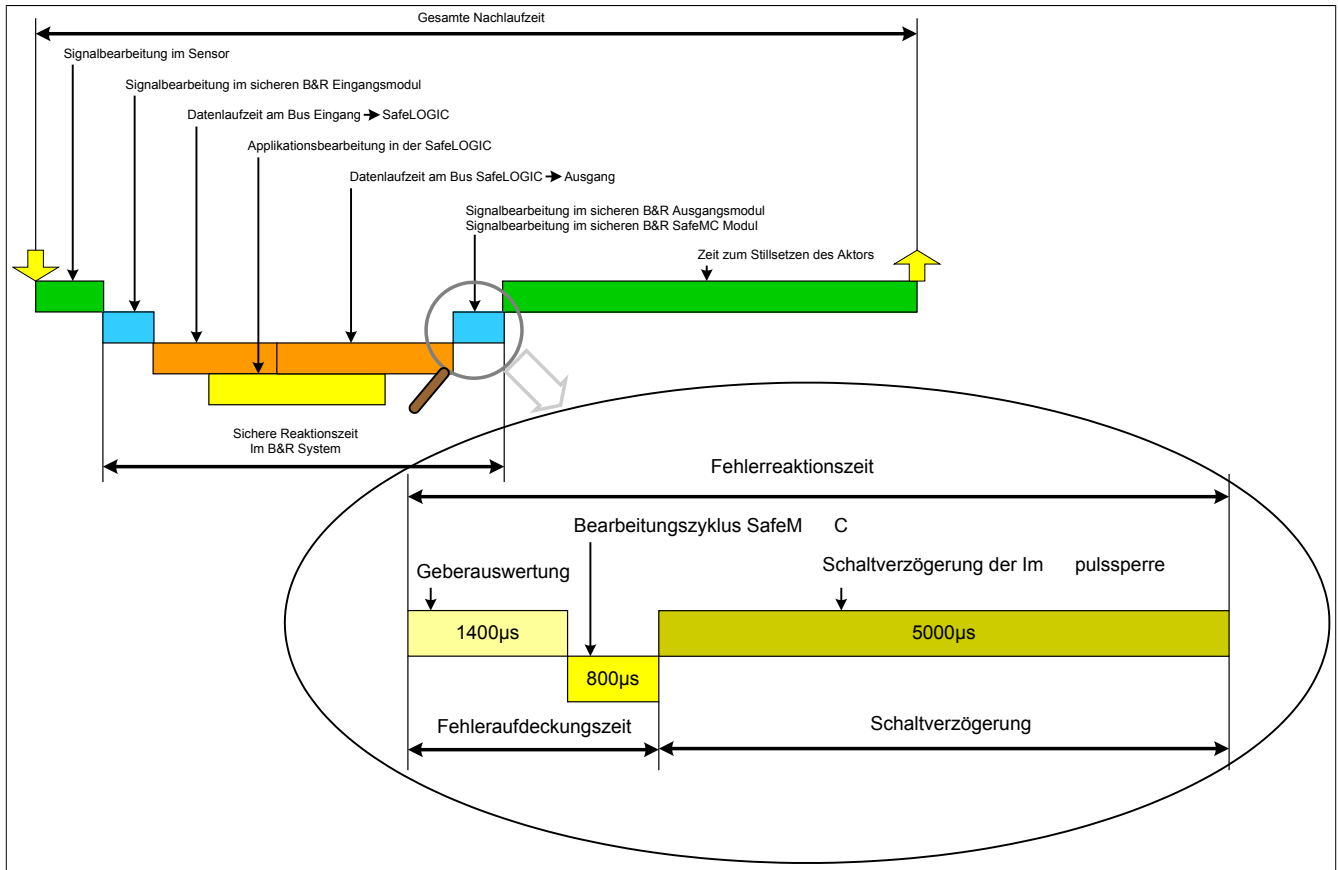 Gesamte Nachlaufzeit
Signalbearbeitung im Sensor
Signalbearbeitung im sicheren B&R Eingangsmodul
Datenlaufzeit am Bus Eingang → SafeLOGIC
Applikationsbearbeitung in der SafeLOGIC
Datenlaufzeit am Bus SafeLOGIC → Ausgang
Signalbearbeitung im sicheren B&R Ausgangsmodul
Signalbearbeitung im sicheren B&R SafeMC Modul
Zeit zum Stillsetzen des Aktors
Sichere Reaktionszeit
Im B&R System
Fehlerreaktionszeit
Bearbeitungszyklus SafeM C
Geberauswertung
Schaltverzögerung der Im pulssperre
1400µs
5000µs
800µs
Fehleraufdeckungszeit
Schaltverzögerung